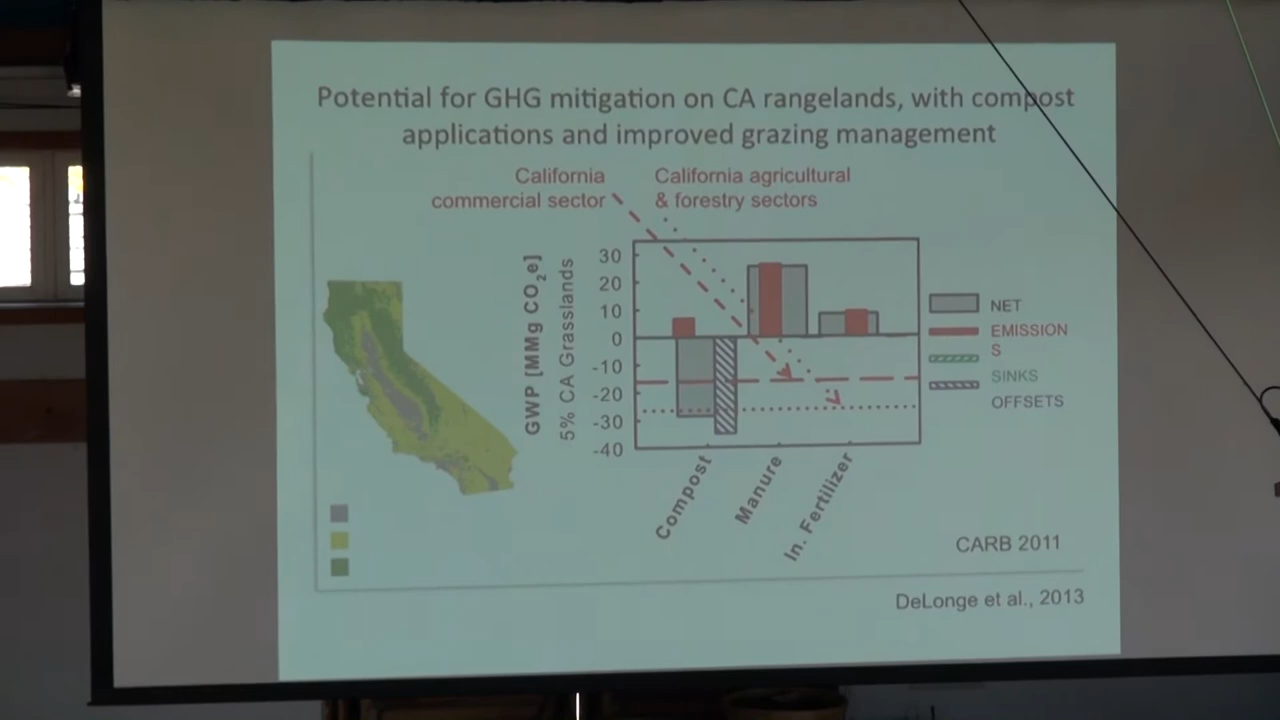 Potential for GHG mitigation on CA rangelands, with compost
applications and improved grazing management
California
commercial sector
California agricultural
& forestry sectors
GWP [MMg CO₂e]
5% CA Grasslands
30
20
10
0
-10
-20
-30
-40
Compost
Manure
In. Fertilizer
NET
EMISSION
S
SINKS
OFFSETS
CARB 2011
DeLonge et al., 2013